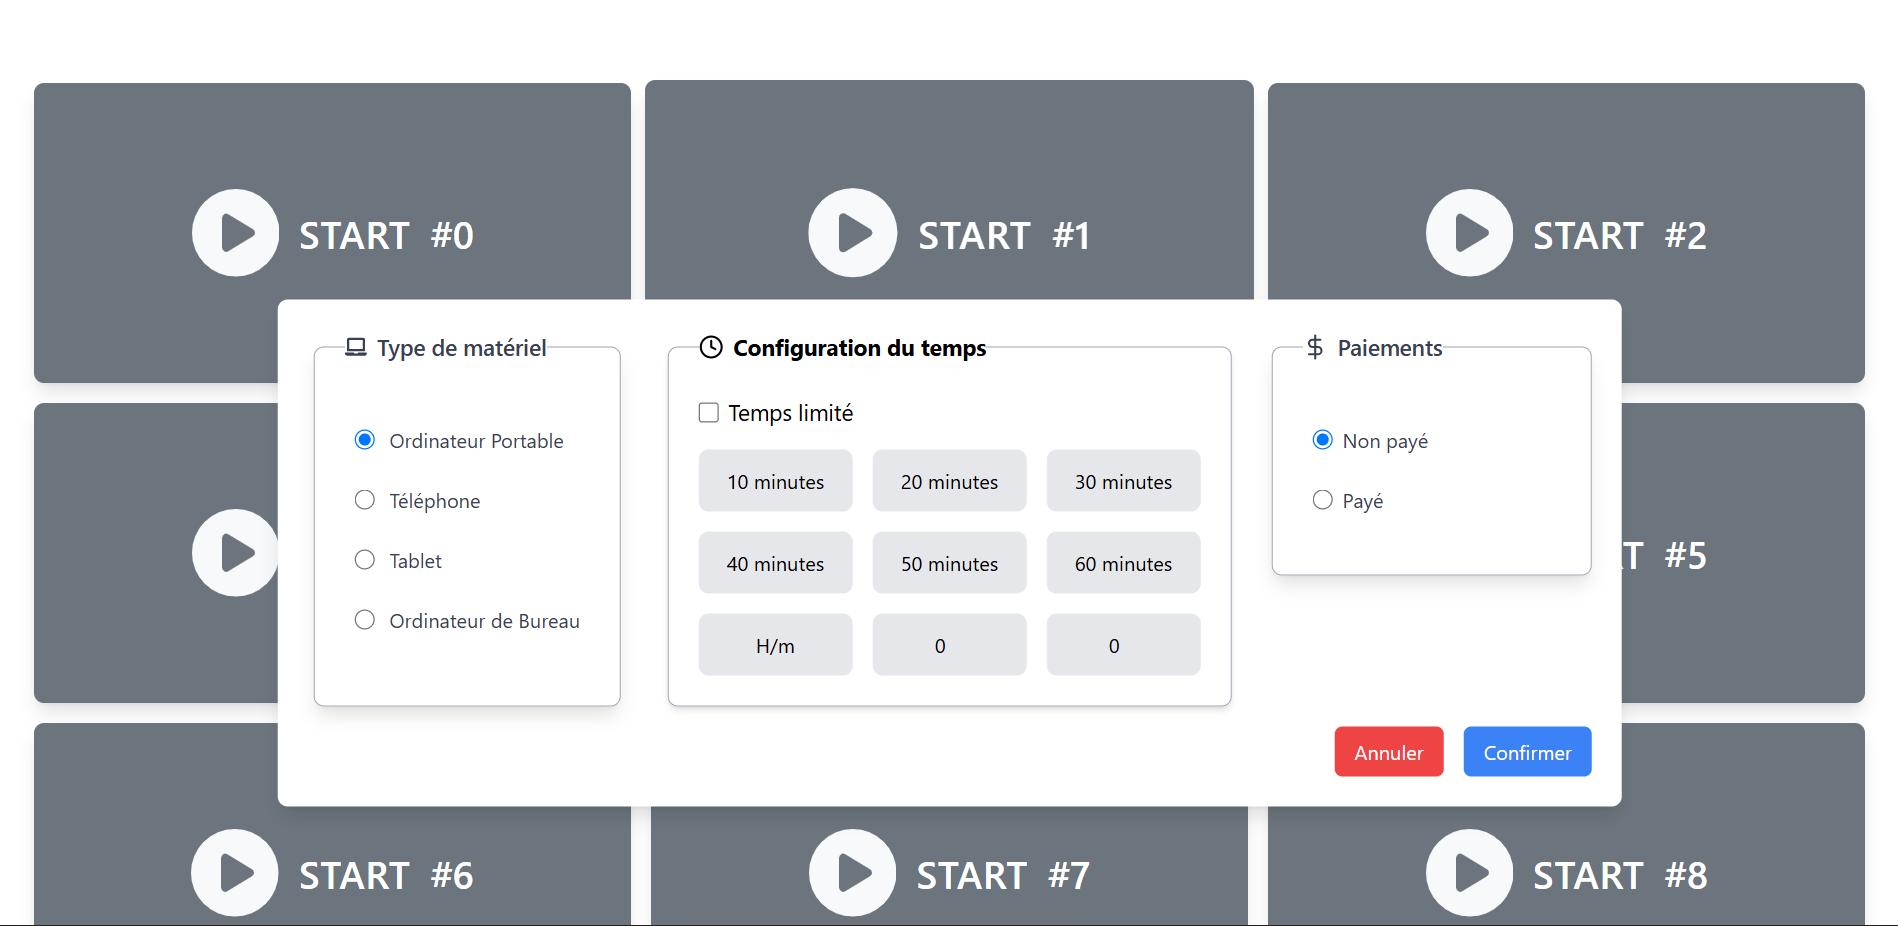 START #0
START #1
START #2
Type de matériel
Ordinateur Portable
Téléphone
Tablet
Ordinateur de Bureau
Configuration du temps
Temps limité
10 minutes
20 minutes
30 minutes
40 minutes
50 minutes
60 minutes
H/m
0
0
Paiements
Non payé
Payé
Annuler
Confirmer
T #5
START #6
START #7
START #8